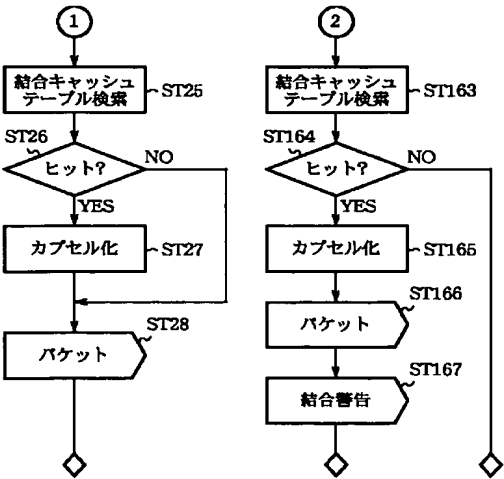 1
結合キャッシュ
テーブル検索
ST25
ST26
ヒット?
NO
YES
カプセル化
ST27
ST28
パケット
2
結合キャッシュ
テーブル検索
ST163
ST164
ヒット?
NO
YES
カプセル化
ST165
ST166
パケット
ST167
結合警告